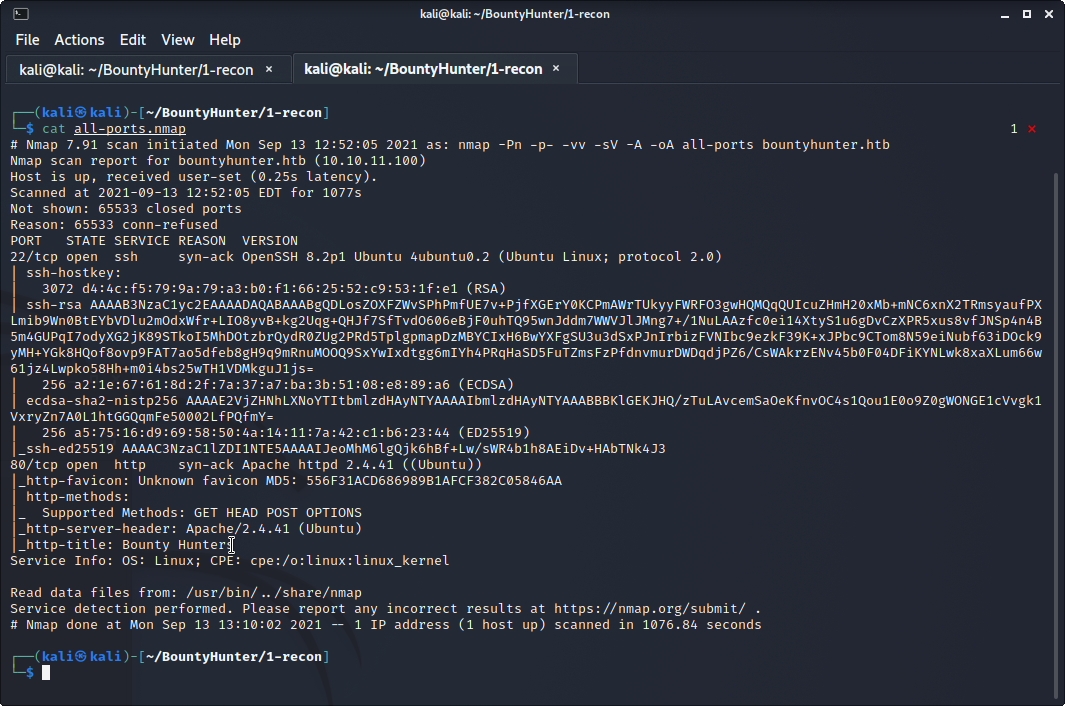 kali@kali: ~/BountyHunter/1-recon
File Actions Edit View Help
kali@kali: ~/BountyHunter/1-recon × kali@kali: ~/BountyHunter/1-recon ×
┌──(kali㉿kali)-[~/BountyHunter/1-recon]
└─$ cat all-ports.nmap 1 ⨯
# Nmap 7.91 scan initiated Mon Sep 13 12:52:05 2021 as: nmap -Pn -p- -vv -sV -A -oA all-ports bountyhunter.htb
Nmap scan report for bountyhunter.htb (10.10.11.100)
Host is up, received user-set (0.25s latency).
Scanned at 2021-09-13 12:52:05 EDT for 1077s
Not shown: 65533 closed ports
Reason: 65533 conn-refused
PORT   STATE SERVICE REASON  VERSION
22/tcp open  ssh     syn-ack OpenSSH 8.2p1 Ubuntu 4ubuntu0.2 (Ubuntu Linux; protocol 2.0)
| ssh-hostkey:
|   3072 d4:4c:f5:79:9a:79:a3:b0:f1:66:25:52:c9:53:1f:e1 (RSA)
| ssh-rsa AAAAB3NzaC1yc2EAAAADAQABAAABgQDLosZOXFZWvSPhPmfUE7v+PjfXGErY0KCPmAWrTUkyyFWRFO3gwHQMQqQUIcuZHmH20xMb+mNC6xnX2TRmsyaufPX
Lmib9Wn0BtEYbVDlu2mOdxWfr+LIO8yvB+kg2Uqg+QHJf7SfTvdO606eBjF0uhTQ95wnJddm7WWVJlJMng7+/1NuLAAzfc0ei14XtyS1u6gDvCzXPR5xus8vfJNSp4n4B
5m4GUPqI7odyXG2jK89STkoI5MhDOtzbrQydR0ZUg2PRd5TplgpmapDzMBYCIxH6BwYXFgSU3u3dSxPJnIrbizFVNIbc9ezkF39K+xJPbc9CTom8N59eiNubf63iDOck9
yMH+YGk8HQof8ovp9FAT7ao5dfeb8gH9q9mRnuMOOQ9SxYwIxdtgg6mIYh4PRqHaSD5FuTZmsFzPfdnvmurDWDqdjPZ6/CsWAkrzENv45b0F04DFiKYNLwk8xaXLum66w
61jz4Lwpko58Hh+m0i4bs25wTH1VDMkguJ1js=
|   256 a2:1e:67:61:8d:2f:7a:37:a7:ba:3b:51:08:e8:89:a6 (ECDSA)
| ecdsa-sha2-nistp256 AAAAE2VjZHNhLXNoYTItbmlzdHAyNTYAAAAIbmlzdHAyNTYAAABBBKlGEKJHQ/zTuLAvcemSaOeKfnvOC4s1Qou1E0o9Z0gWONGE1cVvgk1
VxryZn7A0L1htGGQqmFe50002LfPQfmY=
|   256 a5:75:16:d9:69:58:50:4a:14:11:7a:42:c1:b6:23:44 (ED25519)
|_ssh-ed25519 AAAAC3NzaC1lZDI1NTE5AAAAIJeoMhM6lgQjk6hBf+Lw/sWR4b1h8AEiDv+HAbTNk4J3
80/tcp open  http    syn-ack Apache httpd 2.4.41 ((Ubuntu))
|_http-favicon: Unknown favicon MD5: 556F31ACD686989B1AFCF382C05846AA
| http-methods:
|_  Supported Methods: GET HEAD POST OPTIONS
|_http-server-header: Apache/2.4.41 (Ubuntu)
|_http-title: Bounty Hunters
Service Info: OS: Linux; CPE: cpe:/o:linux:linux_kernel
Read data files from: /usr/bin/../share/nmap
Service detection performed. Please report any incorrect results at https://nmap.org/submit/ .
# Nmap done at Mon Sep 13 13:10:02 2021 -- 1 IP address (1 host up) scanned in 1076.84 seconds
┌──(kali㉿kali)-[~/BountyHunter/1-recon]
└─$